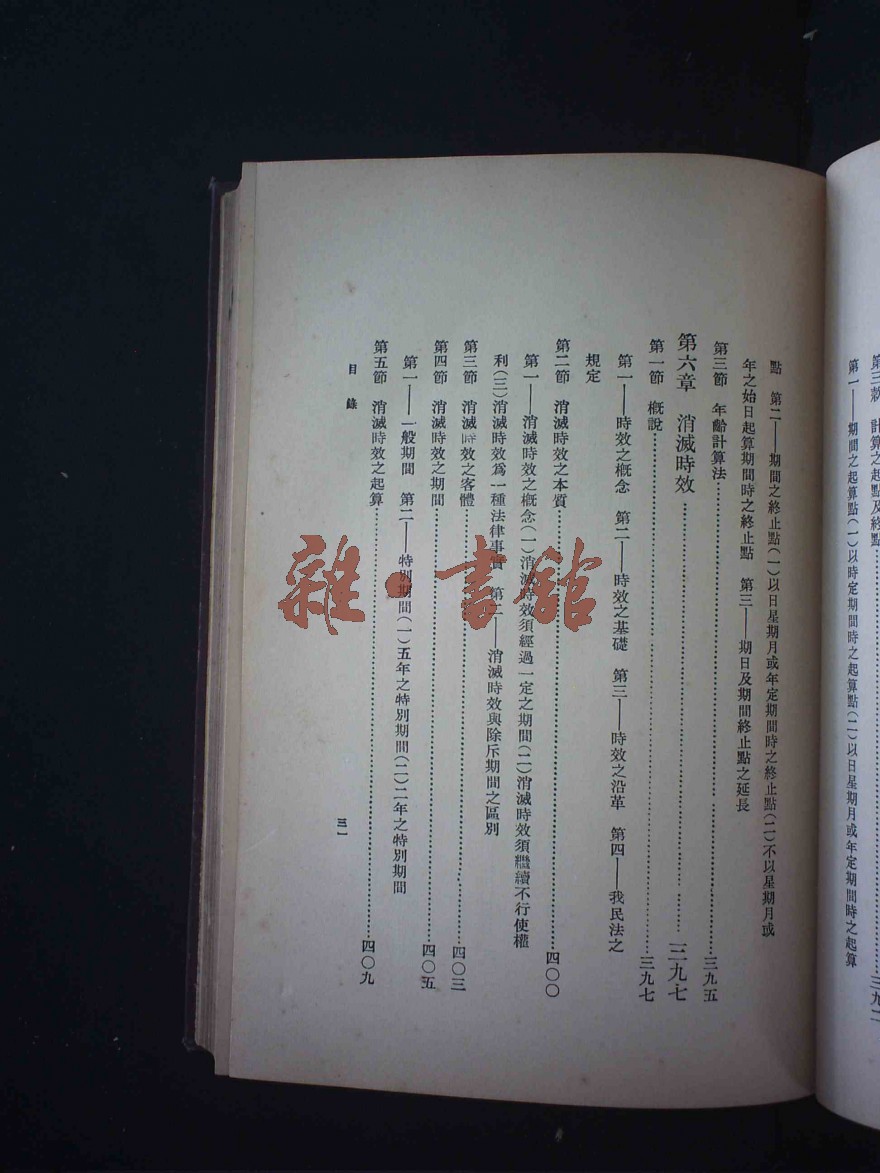 第三款　計算之起點及終點……三九二
第一——期間之起算點(一)以時定期間時之起算點(二)以日星期月或年定期間時之起算
點　第二——期間之終止點(一)以日星期月或年定期間時之終止點(二)不以星期月或
年之始日起算期間時之終止點　第三——期日及期間終止點之延長
第三節　年齡計算法……三九五
第六章　消滅時效……三九七
第一節　概說……三九七
第一——時效之概念　第二——時效之基礎　第三——時效之沿革　第四——我民法之
規定
第二節　消滅時效之本質……四〇〇
第一——消滅時效之概念(一)消滅時效須經過一定之期間(二)消滅時效須繼續不行使權
利(三)消滅時效為一種法律事實　第二——消滅時效與除斥期間之區別
第三節　消滅時效之客體……四〇三
第四節　消滅時效之期間……四〇五
第一——一般期間　第二——特別期間(一)五年之特別期間(二)二年之特別期間
第五節　消滅時效之起算……四〇九
目錄
三一
雜·書館